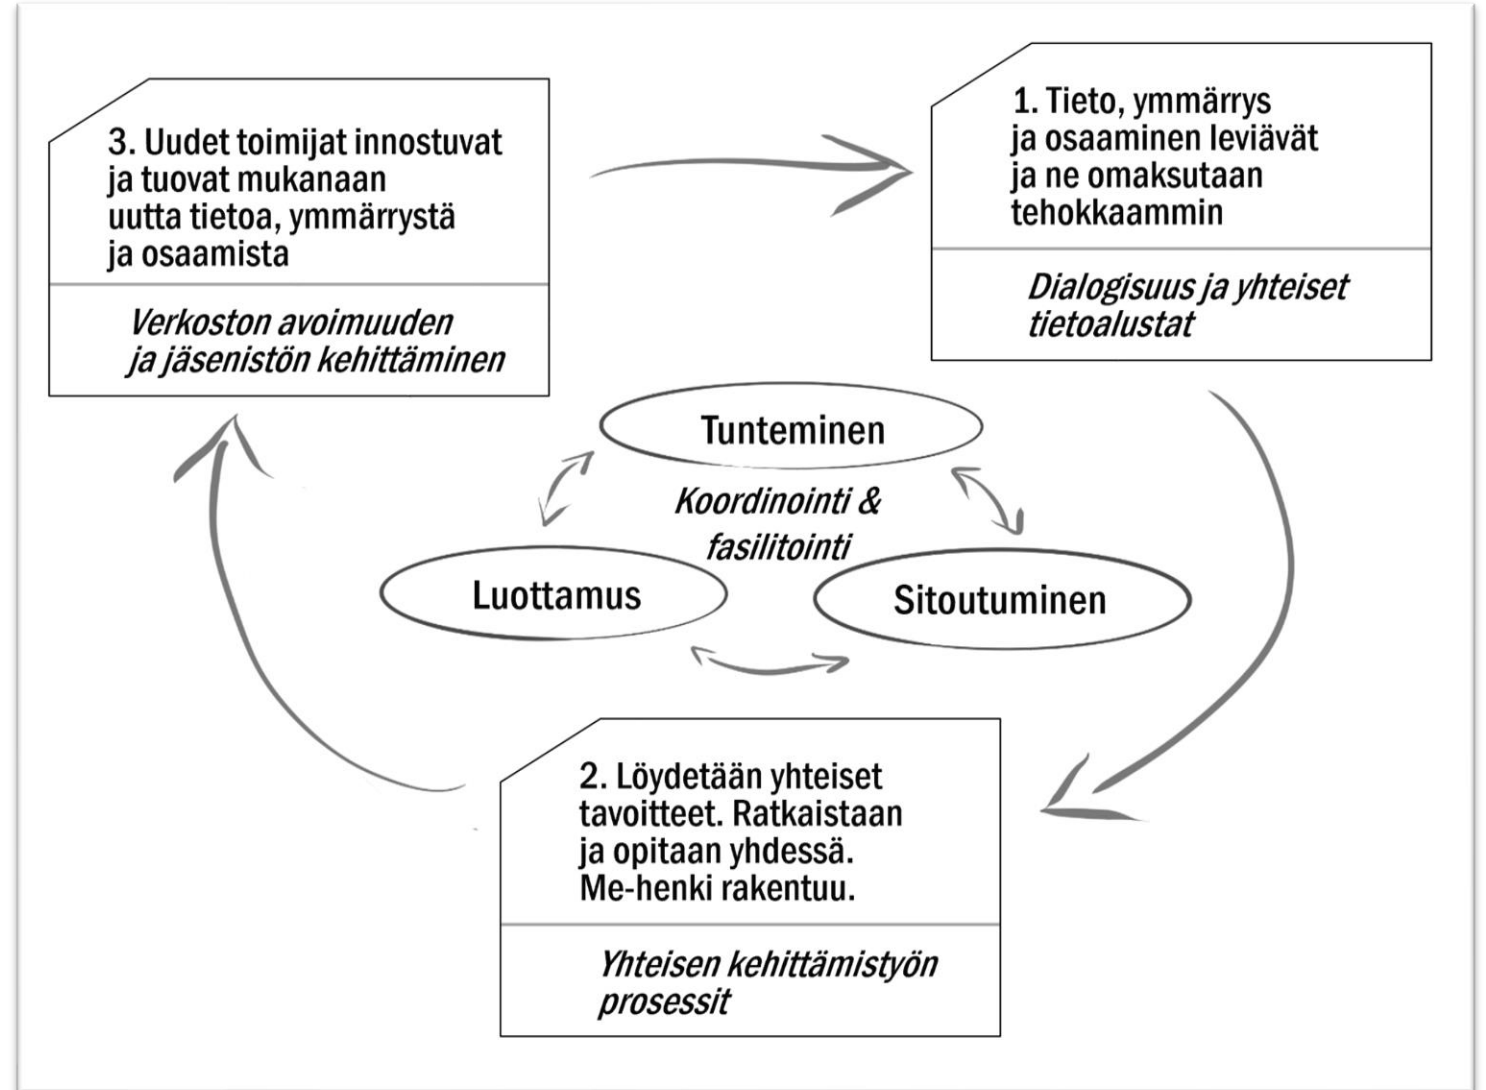 3. Uudet toimijat innostuvat
ja tuovat mukanaan
uutta tietoa, ymmärrystä
ja osaamista
Verkoston avoimuuden
ja jäsenistön kehittäminen
1. Tieto, ymmärrys
ja osaaminen leviävät
ja ne omaksutaan
tehokkaammin
Dialogisuus ja yhteiset
tietoalustat
Tunteminen
Koordinointi &
fasilitointi
Luottamus
Sitoutuminen
2. Löydetään yhteiset
tavoitteet. Ratkaistaan
ja opitaan yhdessä.
Me-henki rakentuu.
Yhteisen kehittämistyön
prosessit